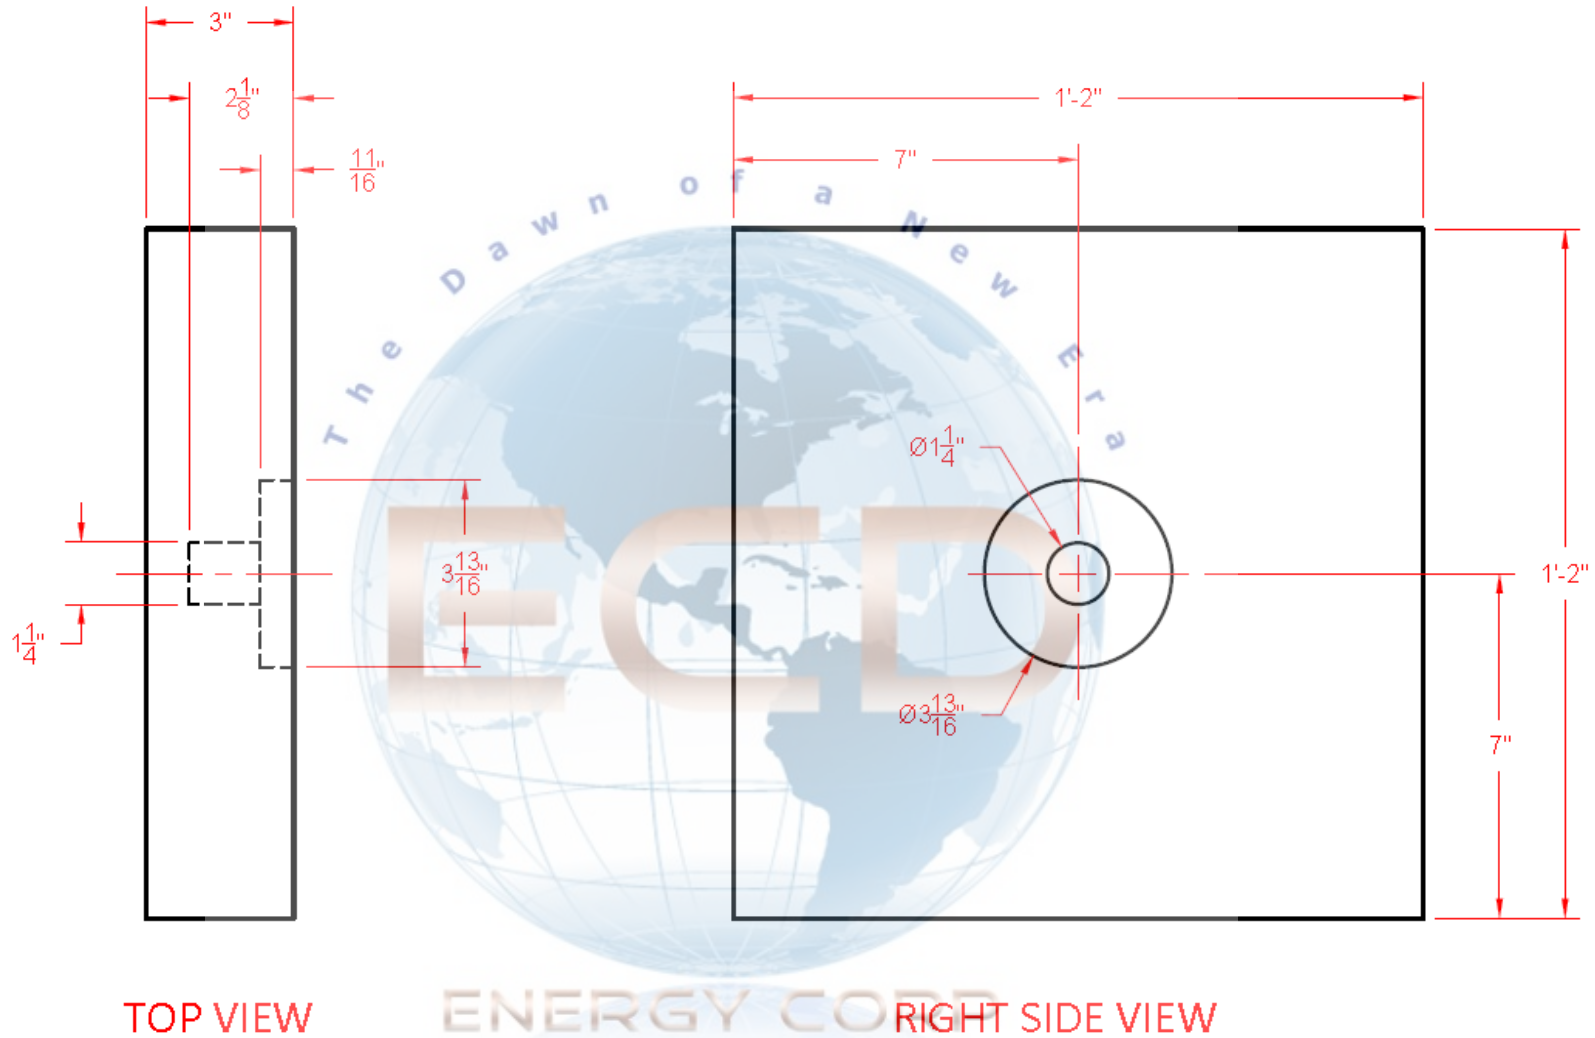 3"
2 1/8"
11/16"
1'-2"
7"
The Dawn of a New Era
Ø1 1/4"
ECD
3 13/16"
1'-2"
1 1/4"
Ø3 13/16"
7"
ENERGY CORP
TOP VIEW
RIGHT SIDE VIEW